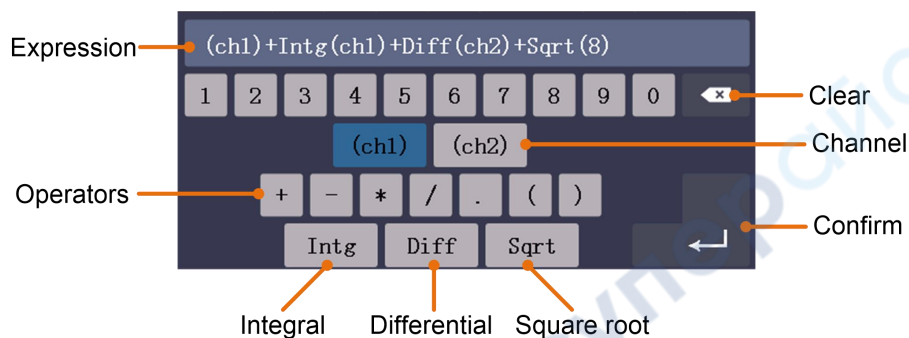 Expression
(ch1)+Intg(ch1)+Diff(ch2)+Sqrt(8)
1 2 3 4 5 6 7 8 9 0
Clear
(ch1) (ch2)
Channel
Operators
+ - * / . ( )
Confirm
Intg Diff Sqrt
Integral Differential Square root